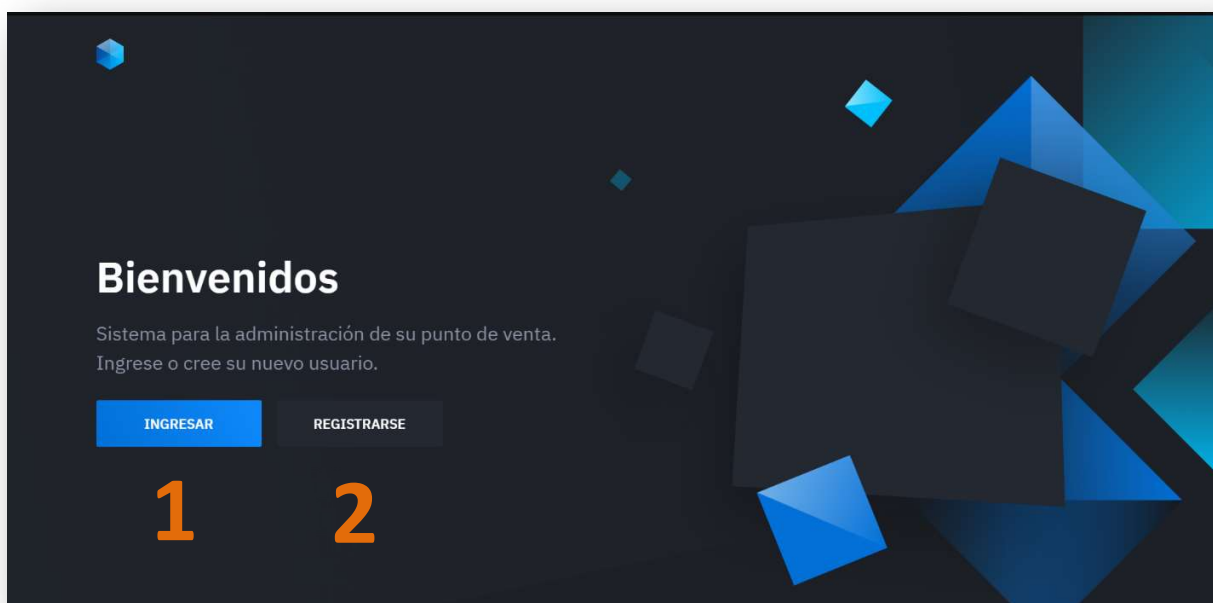 Bienvenidos
Sistema para la administración de su punto de venta.
Ingrese o cree su nuevo usuario.
INGRESAR REGISTRARSE
1 2